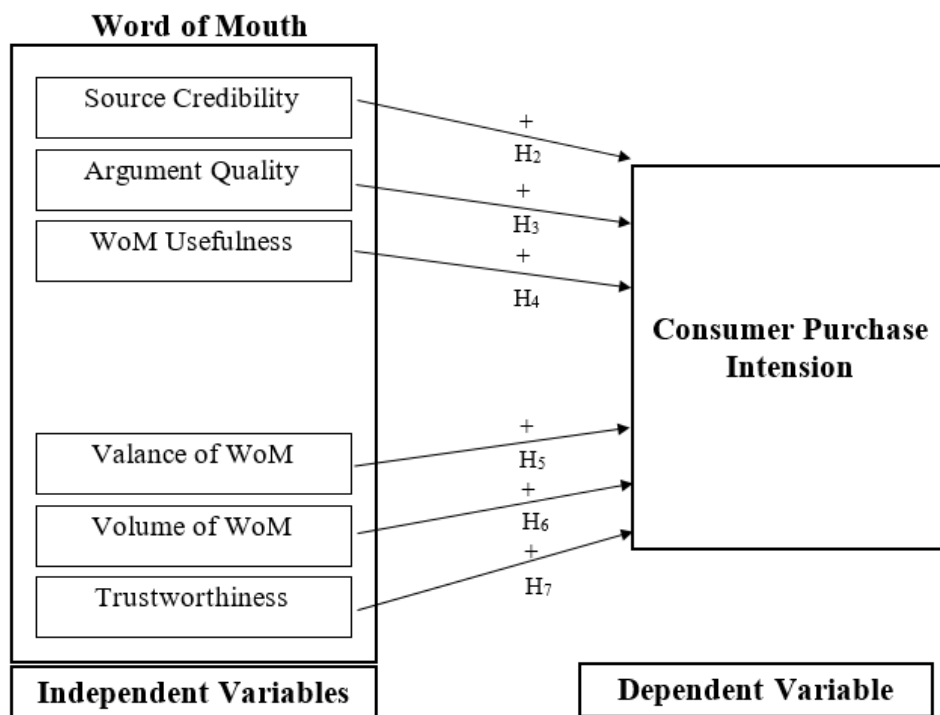 Word of Mouth
Source Credibility
+
H2
Argument Quality
+
H3
WoM Usefulness
+
H4
Consumer Purchase
Intension
Valance of WoM
+
H5
Volume of WoM
+
H6
Trustworthiness
+
H7
Independent Variables
Dependent Variable